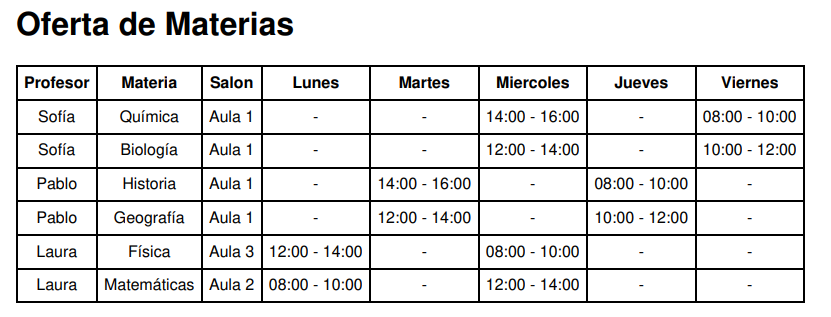 Oferta de Materias
Profesor Materia Salon Lunes Martes Miercoles Jueves Viernes
Sofía Química Aula 1 - - 14:00 - 16:00 - 08:00 - 10:00
Sofía Biología Aula 1 - - 12:00 - 14:00 - 10:00 - 12:00
Pablo Historia Aula 1 - 14:00 - 16:00 - 08:00 - 10:00 -
Pablo Geografía Aula 1 - 12:00 - 14:00 - 10:00 - 12:00 -
Laura Física Aula 3 12:00 - 14:00 - 08:00 - 10:00 - -
Laura Matemáticas Aula 2 08:00 - 10:00 - 12:00 - 14:00 - -